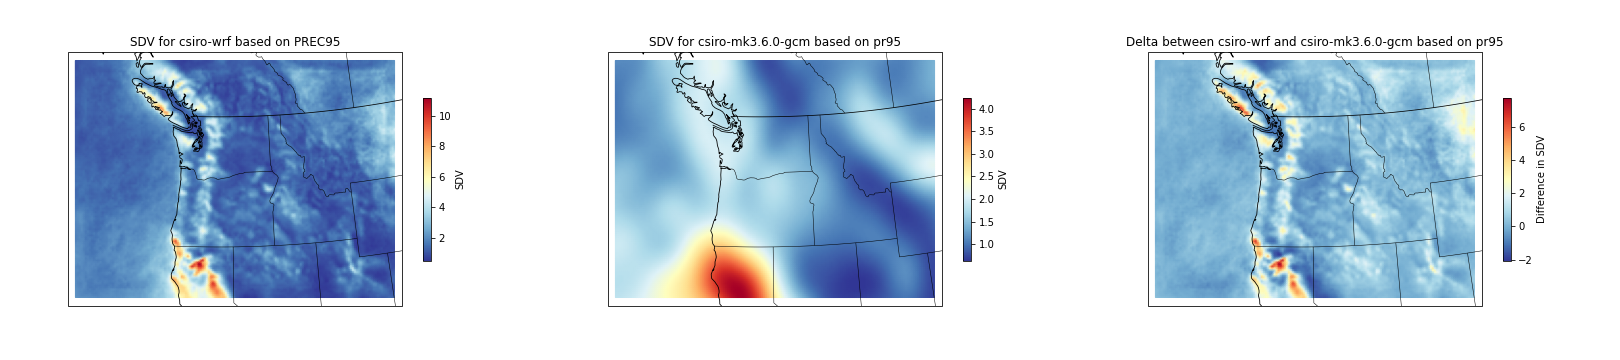 SDV for csiro-wrf based on PREC95
10
8
6
4
2
SDV
SDV for csiro-mk3.6.0-gcm based on pr95
4.0
3.5
3.0
2.5
2.0
1.5
1.0
SDV
Delta between csiro-wrf and csiro-mk3.6.0-gcm based on pr95
6
4
2
0
−2
Difference in SDV